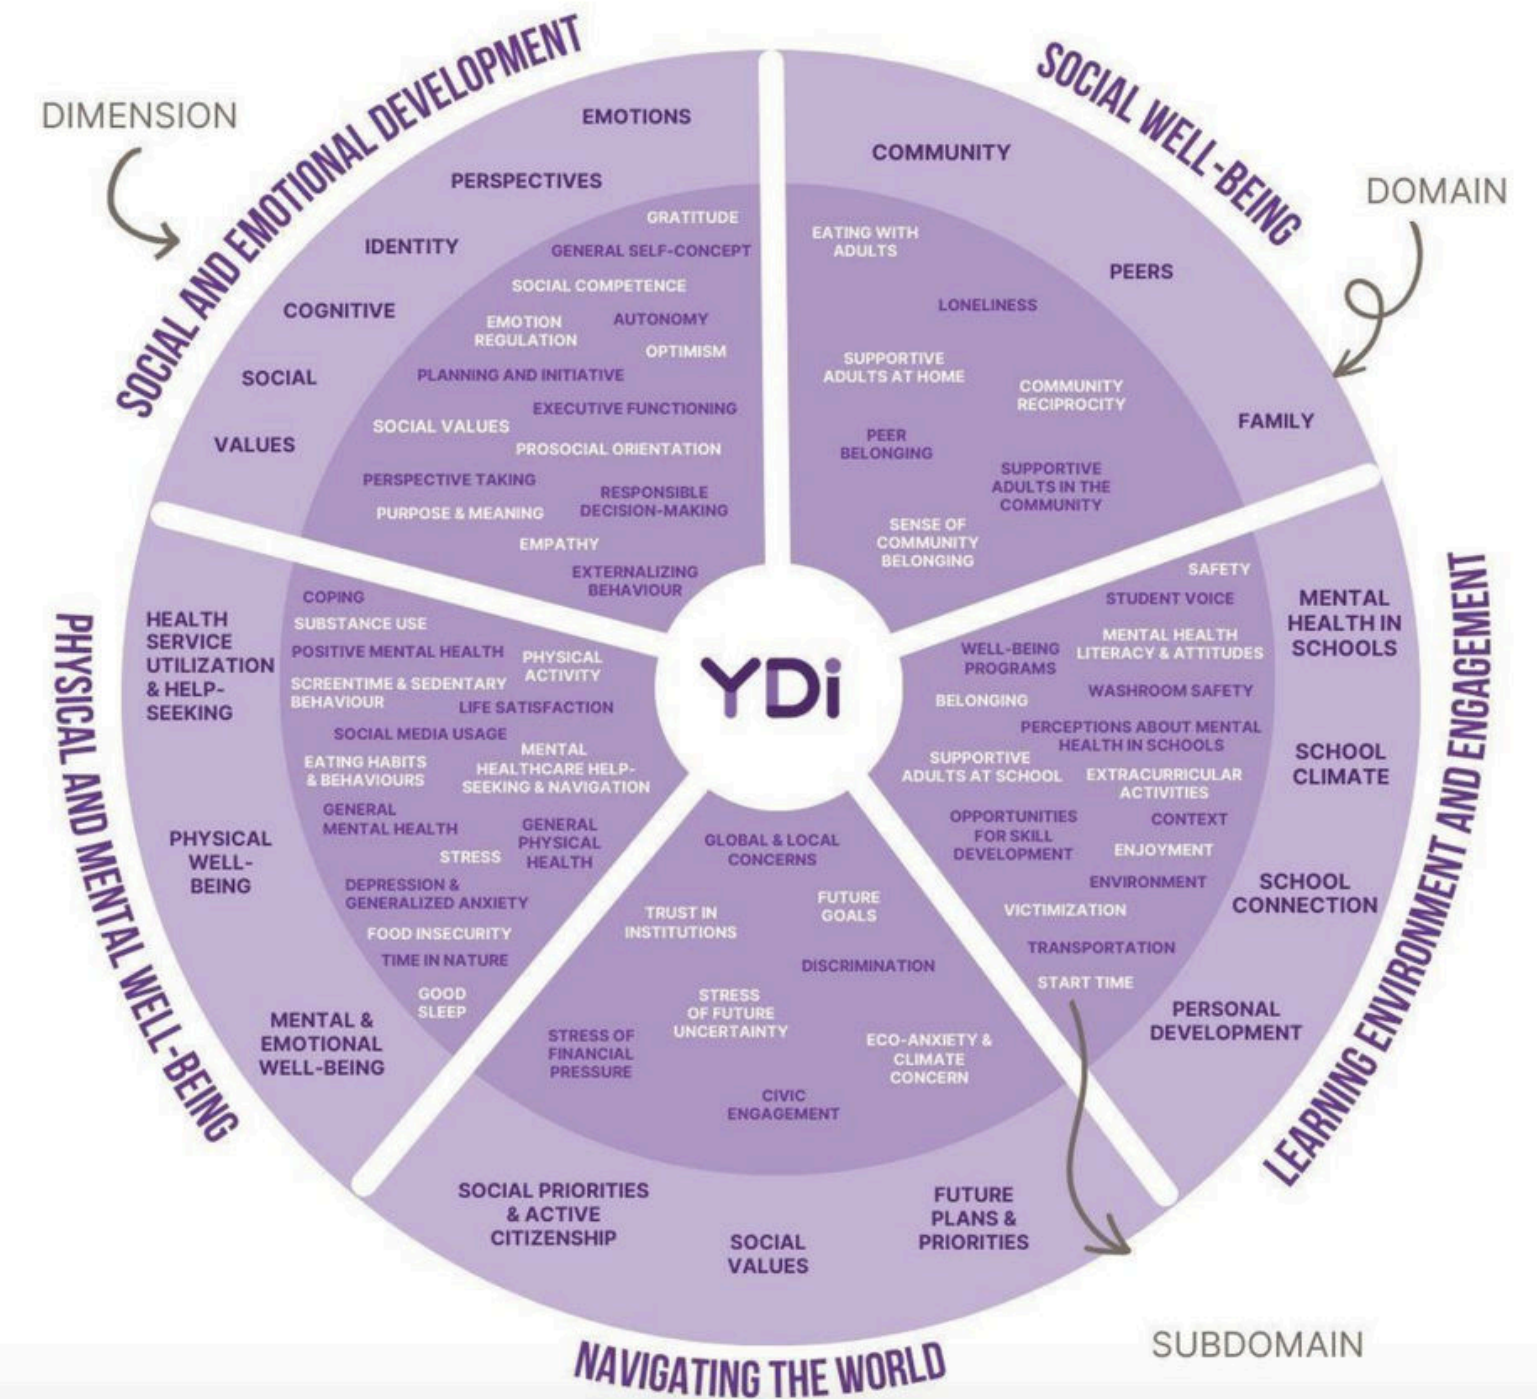 DIMENSION
SOCIAL AND EMOTIONAL DEVELOPMENT
EMOTIONS
PERSPECTIVES
IDENTITY
COGNITIVE
SOCIAL
VALUES
GRATITUDE
GENERAL SELF-CONCEPT
SOCIAL COMPETENCE
EMOTION
REGULATION
AUTONOMY
OPTIMISM
PLANNING AND INITIATIVE
EXECUTIVE FUNCTIONING
SOCIAL VALUES
PROSOCIAL ORIENTATION
PERSPECTIVE TAKING
RESPONSIBLE
DECISION-MAKING
PURPOSE & MEANING
EMPATHY
EXTERNALIZING
BEHAVIOUR
SOCIAL WELL-BEING
DOMAIN
COMMUNITY
PEERS
FAMILY
EATING WITH
ADULTS
LONELINESS
SUPPORTIVE
ADULTS AT HOME
COMMUNITY
RECIPROCITY
PEER
BELONGING
SUPPORTIVE
ADULTS IN THE
COMMUNITY
SENSE OF
COMMUNITY
BELONGING
LEARNING ENVIRONMENT AND ENGAGEMENT
MENTAL
HEALTH IN
SCHOOLS
SCHOOL
CLIMATE
SCHOOL
CONNECTION
PERSONAL
DEVELOPMENT
SAFETY
STUDENT VOICE
WELL-BEING
PROGRAMS
MENTAL HEALTH
LITERACY & ATTITUDES
BELONGING
WASHROOM SAFETY
PERCEPTIONS ABOUT MENTAL
HEALTH IN SCHOOLS
SUPPORTIVE
ADULTS AT SCHOOL
EXTRACURRICULAR
ACTIVITIES
OPPORTUNITIES
FOR SKILL
DEVELOPMENT
CONTEXT
ENJOYMENT
ENVIRONMENT
VICTIMIZATION
TRANSPORTATION
START TIME
SUBDOMAIN
NAVIGATING THE WORLD
SOCIAL PRIORITIES
& ACTIVE
CITIZENSHIP
SOCIAL
VALUES
FUTURE
PLANS &
PRIORITIES
GLOBAL & LOCAL
CONCERNS
TRUST IN
INSTITUTIONS
FUTURE
GOALS
DISCRIMINATION
STRESS
OF FUTURE
UNCERTAINTY
STRESS OF
FINANCIAL
PRESSURE
ECO-ANXIETY &
CLIMATE
CONCERN
CIVIC
ENGAGEMENT
PHYSICAL AND MENTAL WELL-BEING
HEALTH
SERVICE
UTILIZATION
& HELP-
SEEKING
PHYSICAL
WELL-
BEING
MENTAL &
EMOTIONAL
WELL-BEING
COPING
SUBSTANCE USE
POSITIVE MENTAL HEALTH
PHYSICAL
ACTIVITY
SCREENTIME & SEDENTARY
BEHAVIOUR
LIFE SATISFACTION
SOCIAL MEDIA USAGE
EATING HABITS
& BEHAVIOURS
MENTAL
HEALTHCARE HELP-
SEEKING & NAVIGATION
GENERAL
MENTAL HEALTH
GENERAL
PHYSICAL
HEALTH
STRESS
DEPRESSION &
GENERALIZED ANXIETY
FOOD INSECURITY
TIME IN NATURE
GOOD
SLEEP
YDi